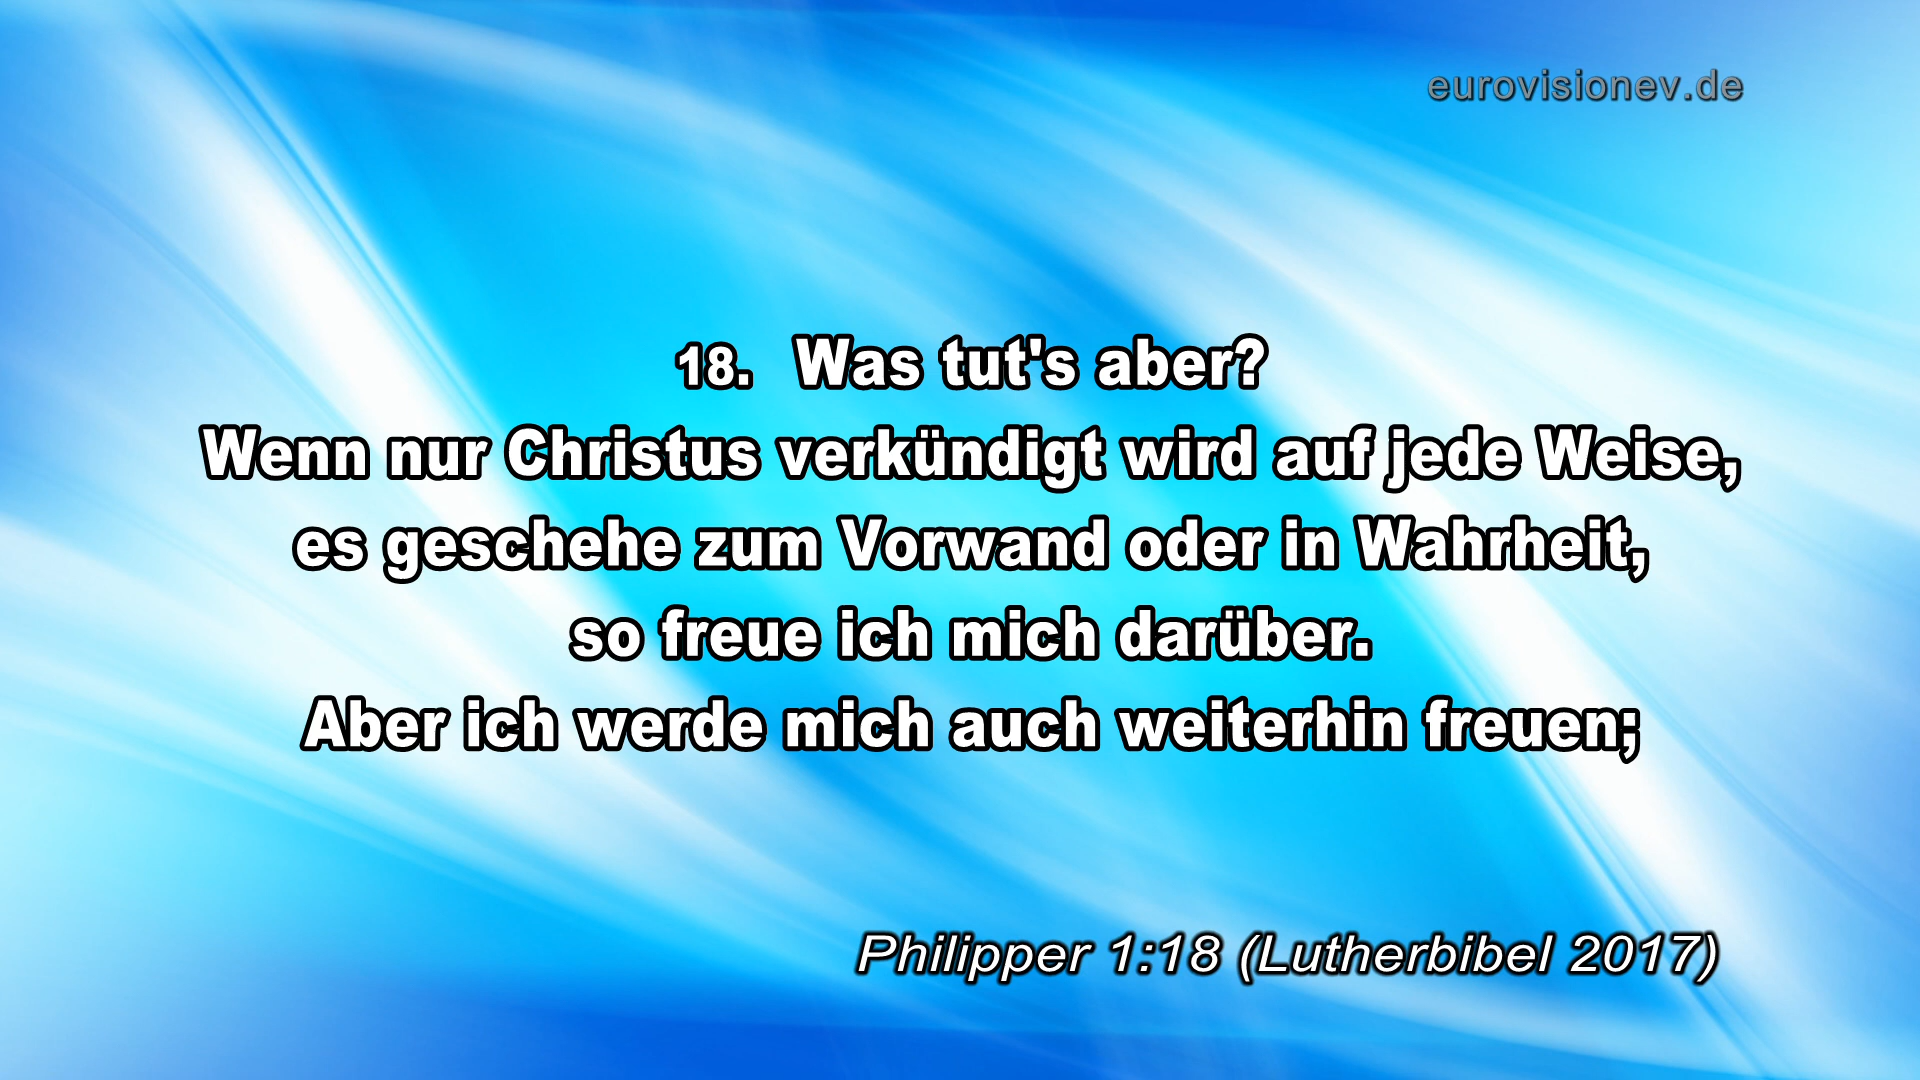 eurovisionev.de
18. Was tut's aber?
Wenn nur Christus verkündigt wird auf jede Weise,
es geschehe zum Vorwand oder in Wahrheit,
so freue ich mich darüber.
Aber ich werde mich auch weiterhin freuen;
Philipper 1:18 (Lutherbibel 2017)